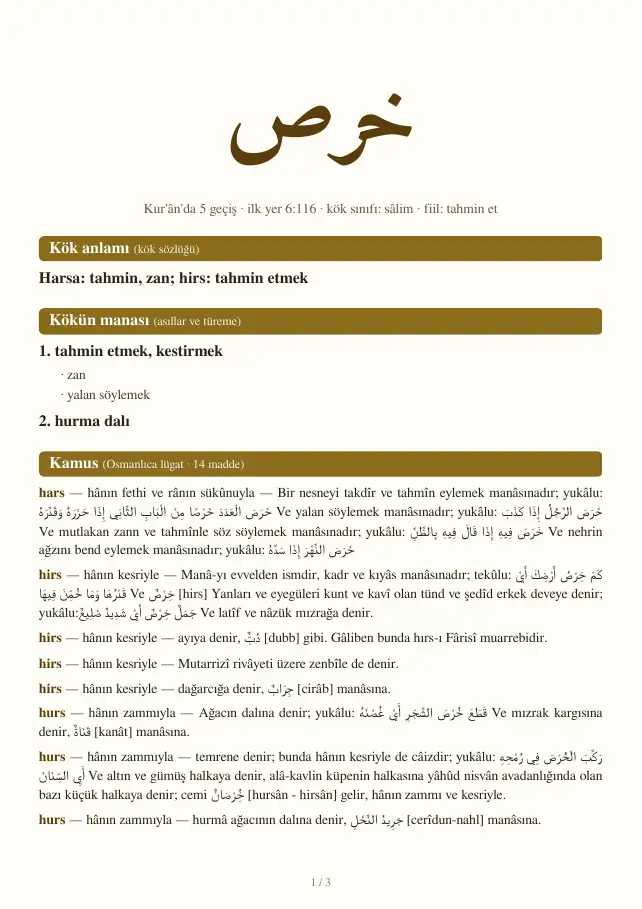 خرص
Kur'ân'da 5 geçiş · ilk yer 6:116 · kök sınıfı: sâlim · fiil: tahmin et
Kök anlamı (kök sözlüğü)
Harsa: tahmin, zan; hirs: tahmin etmek
Kökün manası (asıllar ve türeme)
1. tahmin etmek, kestirmek
· zan
· yalan söylemek
2. hurma dalı
Kamus (Osmanlıca lügat · 14 madde)
hars — hânın fethi ve rânın sükûnuyla — Bir nesneyi takdîr ve tahmîn eylemek manâsınadır; yukâlu:
خَرَصَ الْعَدَدَ خَرْصًا مِنَ الْبَابِ الثَّانِي إِذَا حَزَرَهُ وَقَدَّرَهُ Ve yalan söylemek manâsınadır; yukâlu: خَرَصَ الرَّجُلُ إِذَا كَذَبَ
Ve mutlakan zann ve tahmînle söz söylemek manâsınadır; yukâlu: خَرَصَ فِيهِ إِذَا قَالَ فِيهِ بِالظَّنِّ Ve nehrin
ağzını bend eylemek manâsınadır; yukâlu: خَرَصَ النَّهْرَ إِذَا سَدَّهُ
hirs — hânın kesriyle — Manâ-yı evvelden ismdir, kadr ve kıyâs manâsınadır; tekûlu: كَمْ خِرْصُ أَرْضِكَ أَيْ
قَدْرُهَا وَمَا خُمِّنَ فِيهَا Ve خِرْصٌ [hirs] Yanları ve eyegüleri kunt ve kavî olan tünd ve şedîd erkek deveye denir;
yukâlu: جَمَلٌ خِرْصٌ أَيْ شَدِيدٌ ضَلِيعٌ Ve latîf ve nâzük mızrağa denir.
hirs — hânın kesriyle — ayıya denir, دُبٌّ [dubb] gibi. Gâliben bunda hırs-ı Fârisî muarrebidir.
hirs — hânın kesriyle — Mutarrizî rivâyeti üzere zenbîle de denir.
hirs — hânın kesriyle — dağarcığa denir, جِرَابٌ [cirâb] manâsına.
hurs — hânın zammıyla — Ağacın dalına denir; yukâlu: قَطَعَ خُرْصَ الشَّجَرِ أَيْ غُصْنَهُ Ve mızrak kargısına
denir, قَنَاةٌ [kanât] manâsına.
hurs — hânın zammıyla — temrene denir; bunda hânın kesriyle de câizdir; yukâlu: رَكَّبَ الْخُرْصَ فِي رُمْحِهِ
أَيِ السِّنَانَ Ve altın ve gümüş halkaya denir, alâ-kavlin küpenin halkasına yâhûd nisvân avadanlığında olan
bazı küçük halkaya denir; cemi خُِرْصَانٌ [hursân - hirsân] gelir, hânın zammı ve kesriyle.
hurs — hânın zammıyla — hurmâ ağacının dalına denir, جَرِيدُ النَّخْلِ [cerîdun-nahl] manâsına.
1 / 3